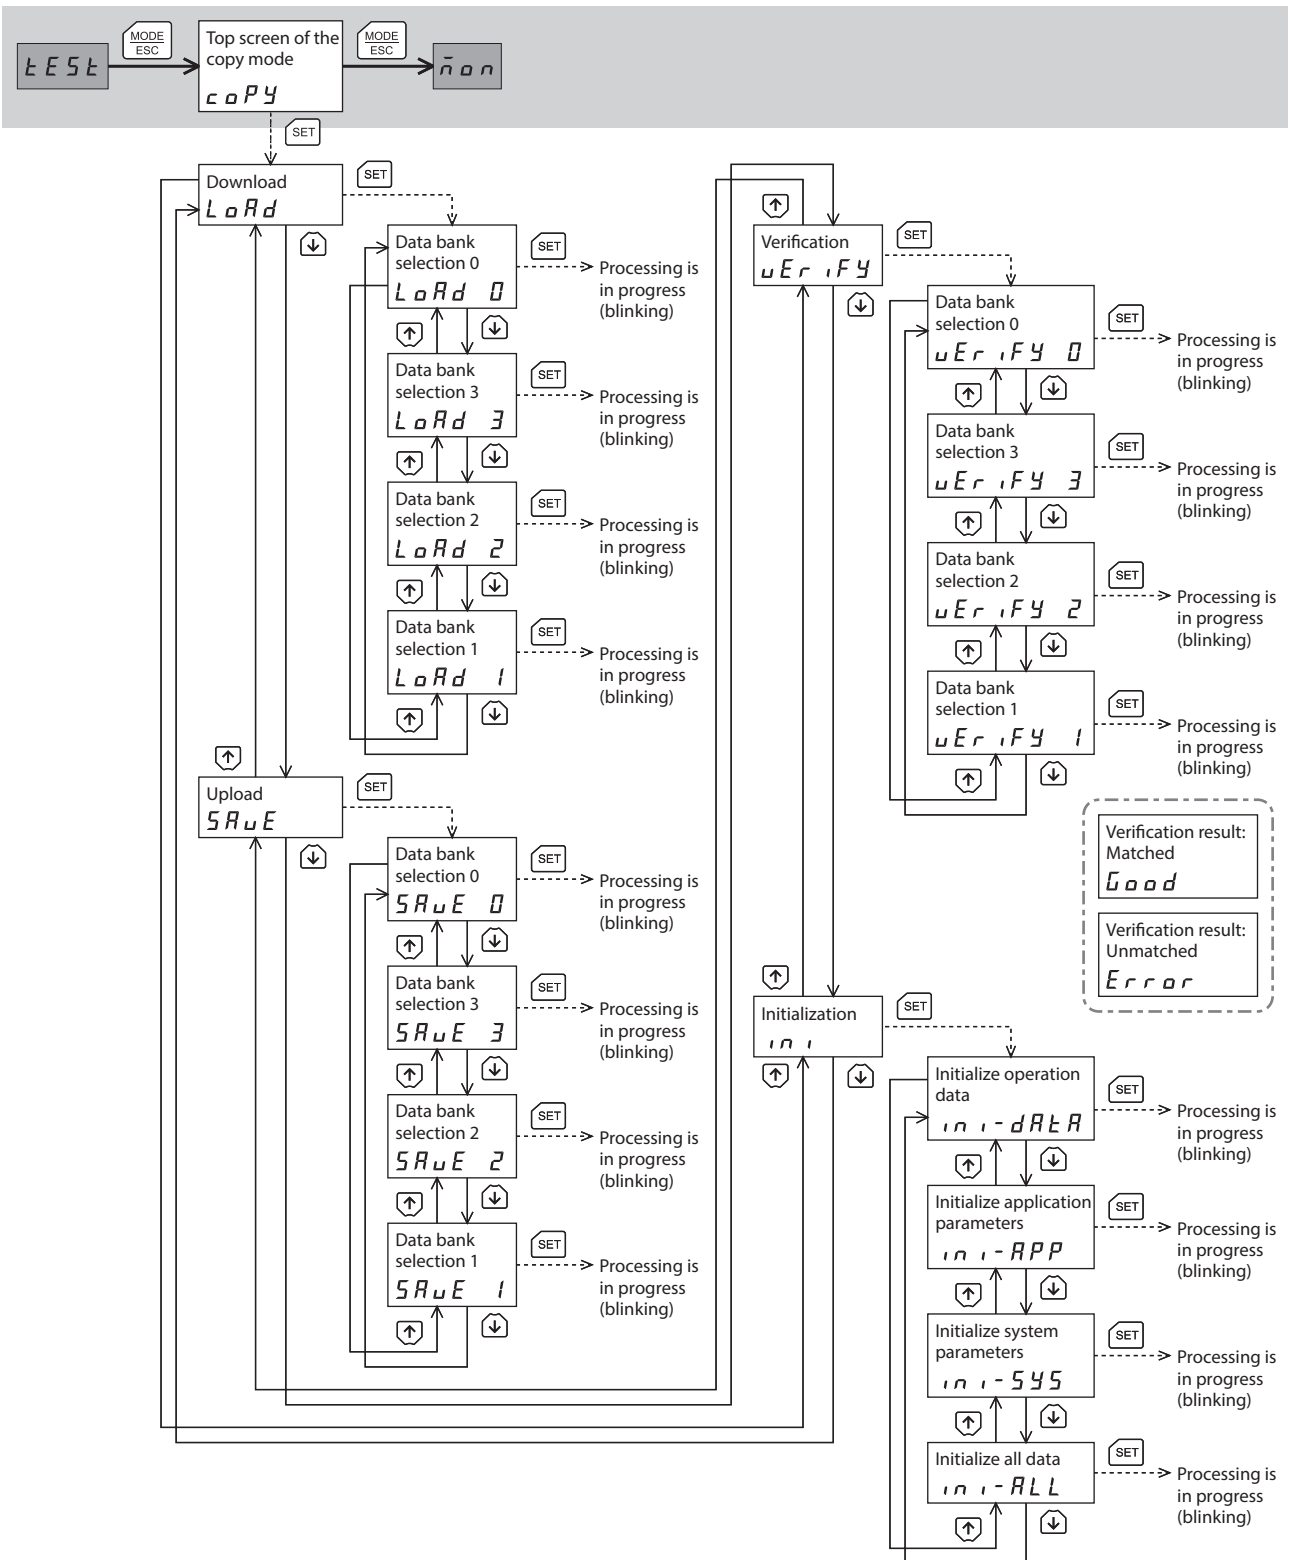 MODE
ESC
MODE
ESC
tESt
Top screen of the
copy mode
coPY
mon
SET
Download
LoAd
SET
Data bank
selection 0
LoAd 0
SET
Processing is
in progress
(blinking)
Data bank
selection 3
LoAd 3
SET
Processing is
in progress
(blinking)
Data bank
selection 2
LoAd 2
SET
Processing is
in progress
(blinking)
Data bank
selection 1
LoAd 1
SET
Processing is
in progress
(blinking)
Upload
SAvE
SET
Data bank
selection 0
SAvE 0
SET
Processing is
in progress
(blinking)
Data bank
selection 3
SAvE 3
SET
Processing is
in progress
(blinking)
Data bank
selection 2
SAvE 2
SET
Processing is
in progress
(blinking)
Data bank
selection 1
SAvE 1
SET
Processing is
in progress
(blinking)
Verification
vEriFY
SET
Data bank
selection 0
vEriFY 0
SET
Processing is
in progress
(blinking)
Data bank
selection 3
vEriFY 3
SET
Processing is
in progress
(blinking)
Data bank
selection 2
vEriFY 2
SET
Processing is
in progress
(blinking)
Data bank
selection 1
vEriFY 1
SET
Processing is
in progress
(blinking)
Verification result:
Matched
Good
Verification result:
Unmatched
Error
Initialization
ini
SET
Initialize operation
data
ini-dAtA
SET
Processing is
in progress
(blinking)
Initialize application
parameters
ini-APP
SET
Processing is
in progress
(blinking)
Initialize system
parameters
ini-SYS
SET
Processing is
in progress
(blinking)
Initialize all data
ini-ALL
SET
Processing is
in progress
(blinking)